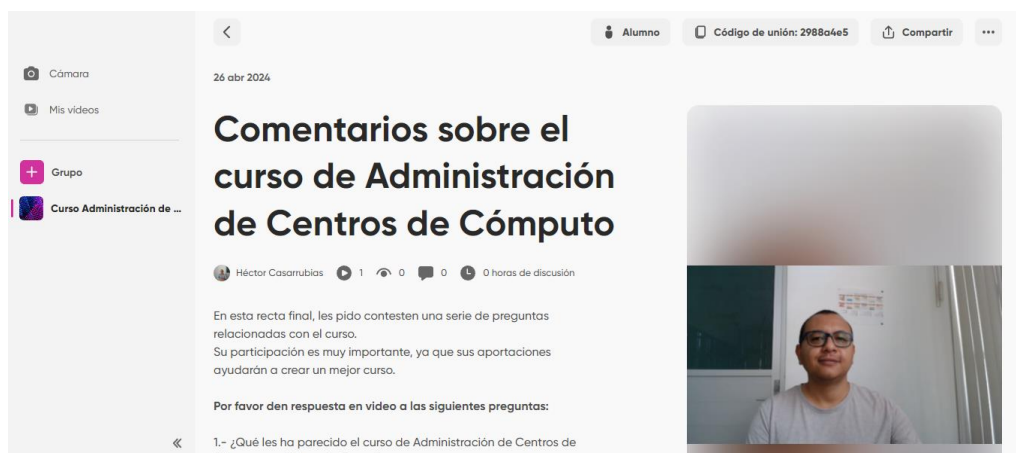 Alumno
Código de unión: 2988a4e5
Compartir
Cámara
Mis vídeos
Grupo
Curso Administración de ...
26 abr 2024
Comentarios sobre el
curso de Administración
de Centros de Cómputo
Héctor Casarrubias 1 0 0 0 horas de discusión
En esta recta final, les pido contesten una serie de preguntas
relacionadas con el curso.
Su participación es muy importante, ya que sus aportaciones
ayudarán a crear un mejor curso.
Por favor den respuesta en video a las siguientes preguntas:
1.- ¿Qué les ha parecido el curso de Administración de Centros de